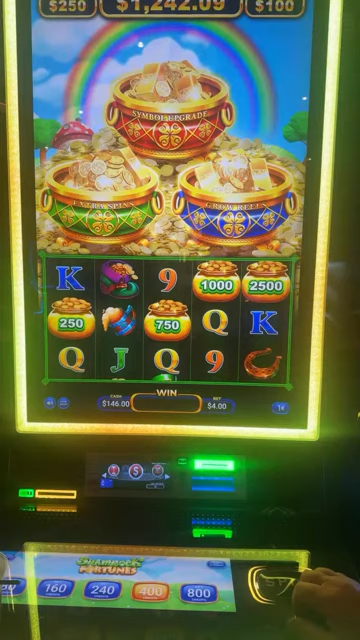 $250 $1,242.09 $100
SYMBOL UPGRADE
EXTRA SPINS GROW REELS
K 9 1000 2500
250 750 Q K
Q J Q 9
WIN
CASH
$146.00
BET
$4.00
1¢
SHAMROCK
FORTUNES
160 240 400 800